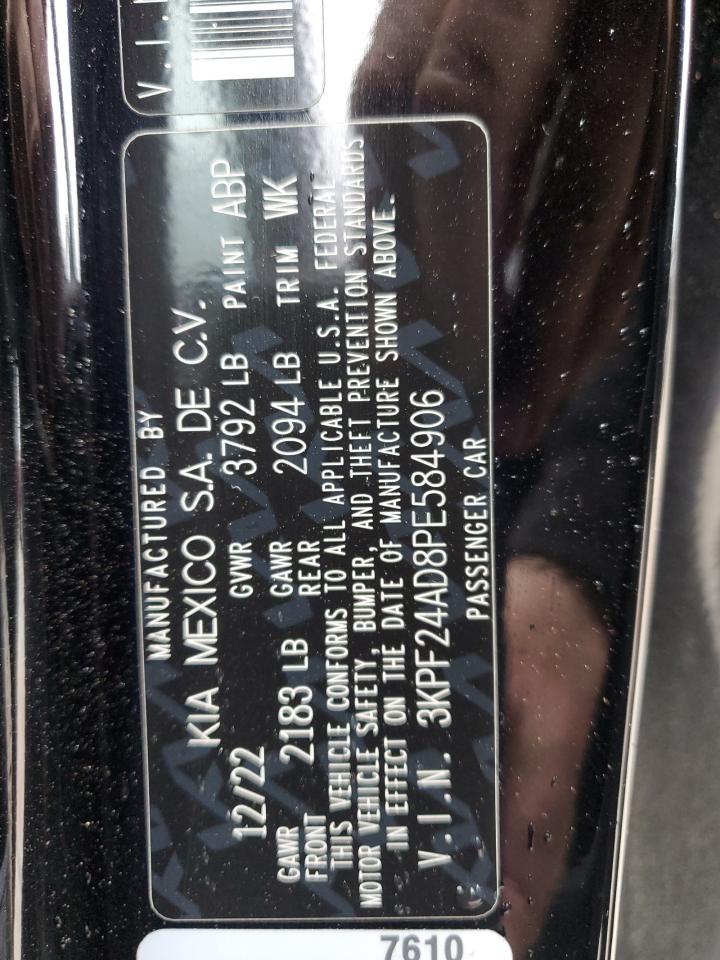 V.I.N
MANUFACTURED BY
KIA MEXICO S.A. DE C.V.
12/22 GVWR 3792 LB PAINT ABP
GAWR FRONT 2183 LB GAWR REAR 2094 LB TRIM WK
THIS VEHICLE CONFORMS TO ALL APPLICABLE U.S.A. FEDERAL
MOTOR VEHICLE SAFETY, BUMPER, AND THEFT PREVENTION STANDARDS
IN EFFECT ON THE DATE OF MANUFACTURE SHOWN ABOVE.
V.I.N. 3KPF24AD8PE584906
PASSENGER CAR
7610